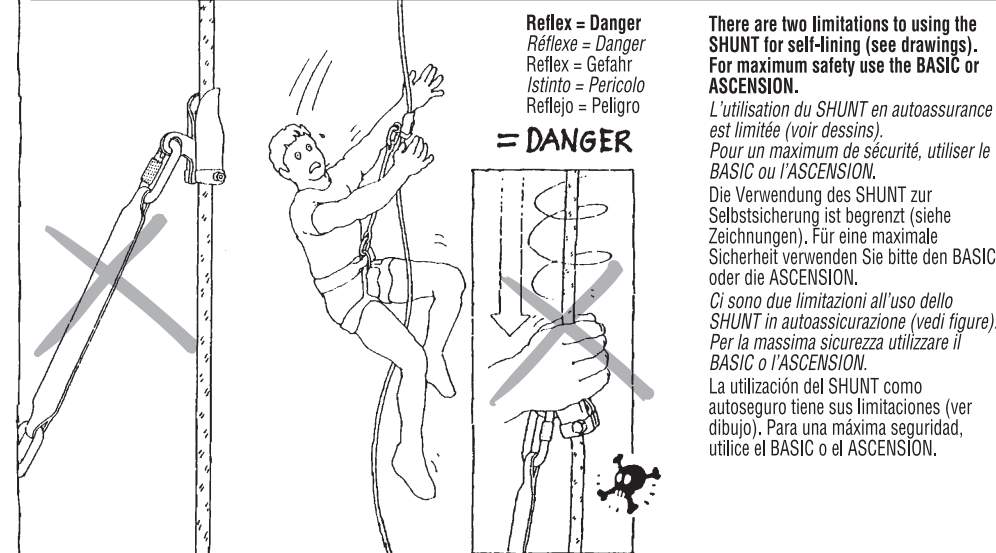 Reflex = Danger
Réflexe = Danger
Reflex = Gefahr
Istinto = Pericolo
Reflejo = Peligro
= DANGER
There are two limitations to using the
SHUNT for self-lining (see drawings).
For maximum safety use the BASIC or
ASCENSION.
L'utilisation du SHUNT en autoassurance
est limitée (voir dessins).
Pour un maximum de sécurité, utiliser le
BASIC ou l'ASCENSION.
Die Verwendung des SHUNT zur
Selbstsicherung ist begrenzt (siehe
Zeichnungen). Für eine maximale
Sicherheit verwenden Sie bitte den BASIC
oder die ASCENSION.
Ci sono due limitazioni all'uso dello
SHUNT in autoassicurazione (vedi figure).
Per la massima sicurezza utilizzare il
BASIC o l'ASCENSION.
La utilización del SHUNT como
autoseguro tiene sus limitaciones (ver
dibujo). Para una máxima seguridad,
utilice el BASIC o el ASCENSION.